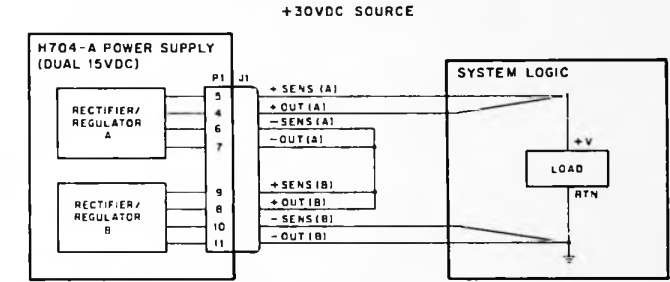 +30VDC SOURCE
H704-A POWER SUPPLY
(DUAL 15VDC)
P1 J1
SYSTEM LOGIC
RECTIFIER/
REGULATOR
A
5 + SENS (A)
4 + OUT (A)
6 - SENS (A)
7 - OUT (A)
+V
LOAD
RTN
RECTIFIER/
REGULATOR
B
9 + SENS (B)
8 + OUT (B)
10 - SENS (B)
11 - OUT (B)